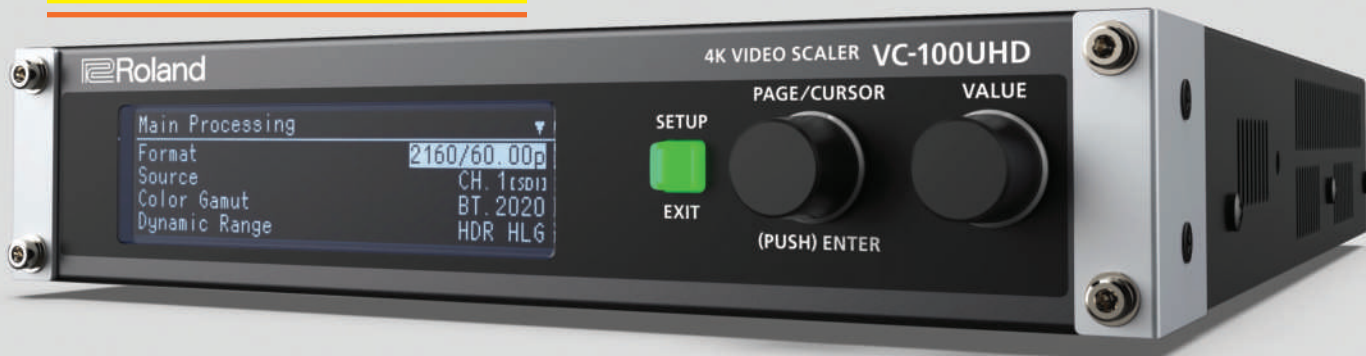 Roland
4K VIDEO SCALER VC-100UHD
Main Processing
Format 2160/60.00p
Source CH.1[SDI]
Color Gamut BT.2020
Dynamic Range HDR HLG
SETUP
EXIT
PAGE/CURSOR
(PUSH) ENTER
VALUE